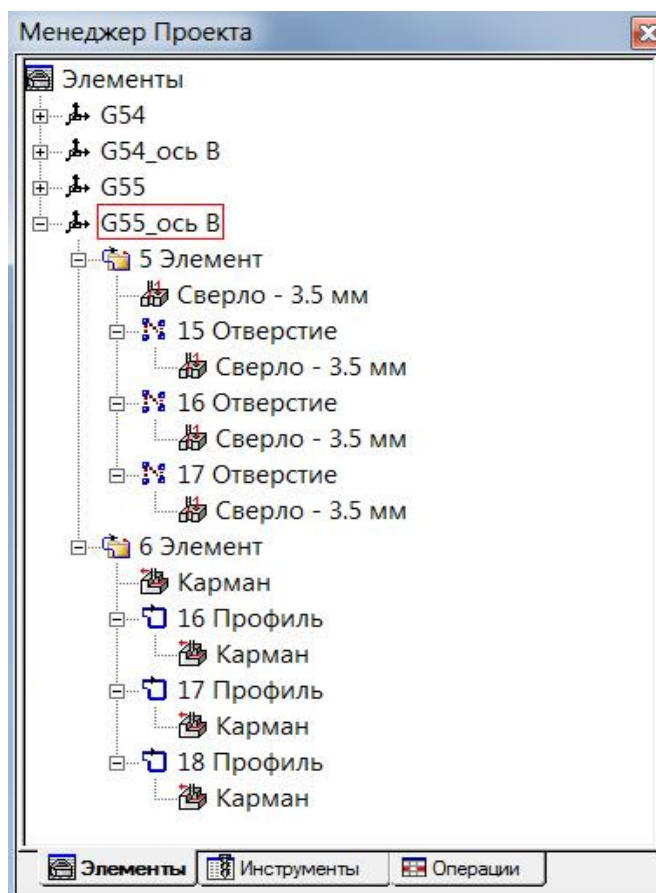 Менеджер Проекта
Элементы
G54
G54_ось В
G55
G55_ось В
5 Элемент
Сверло - 3.5 мм
15 Отверстие
Сверло - 3.5 мм
16 Отверстие
Сверло - 3.5 мм
17 Отверстие
Сверло - 3.5 мм
6 Элемент
Карман
16 Профиль
Карман
17 Профиль
Карман
18 Профиль
Карман
Элементы Инструменты Операции